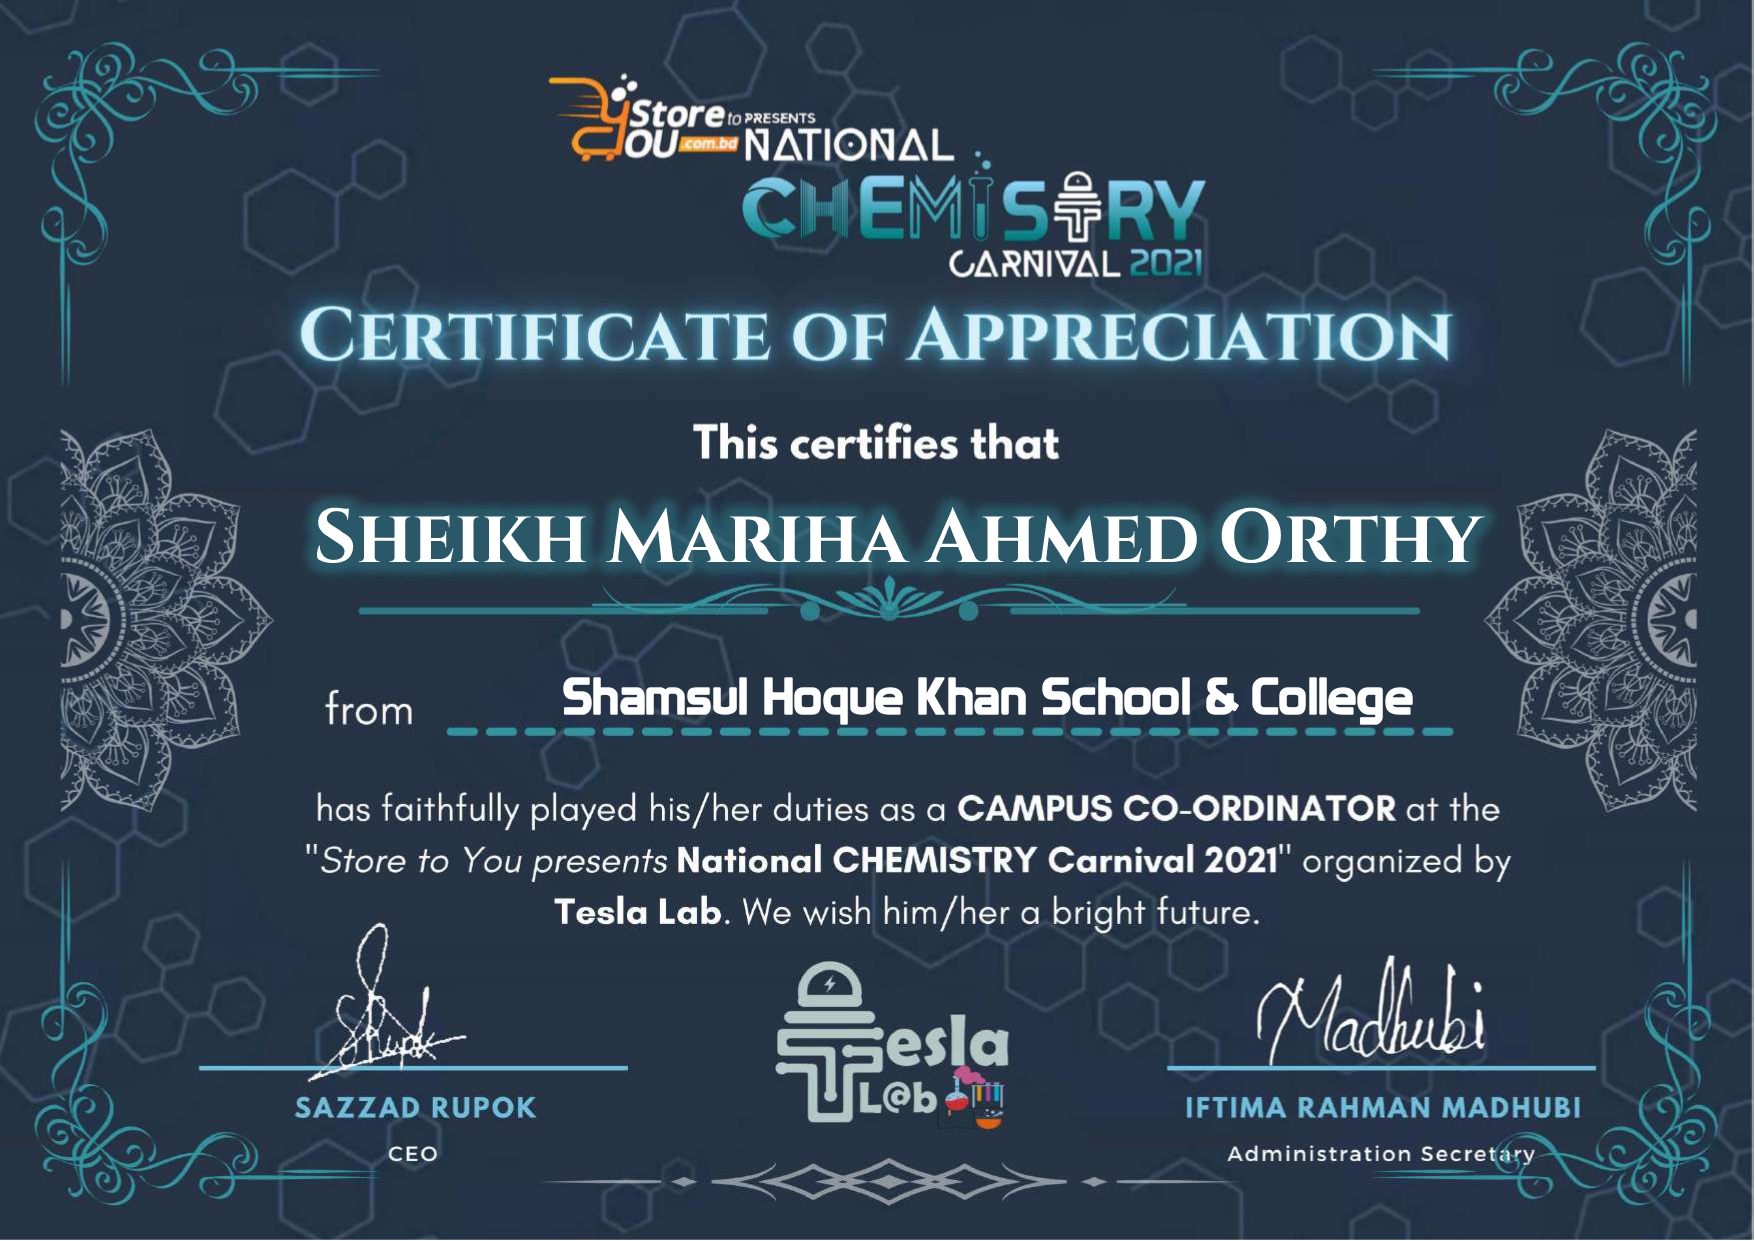 Store to PRESENTS
YOU .com.bd NATIONAL
CHEMISTRY
CARNIVAL 2021
CERTIFICATE OF APPRECIATION
This certifies that
SHEIKH MARIHA AHMED ORTHY
from Shamsul Hoque Khan School & College
has faithfully played his/her duties as a CAMPUS CO-ORDINATOR at the
"Store to You presents National CHEMISTRY Carnival 2021" organized by
Tesla Lab. We wish him/her a bright future.
Rupok
Madhubi
Tesla
L@b
SAZZAD RUPOK
IFTIMA RAHMAN MADHUBI
CEO
Administration Secretary